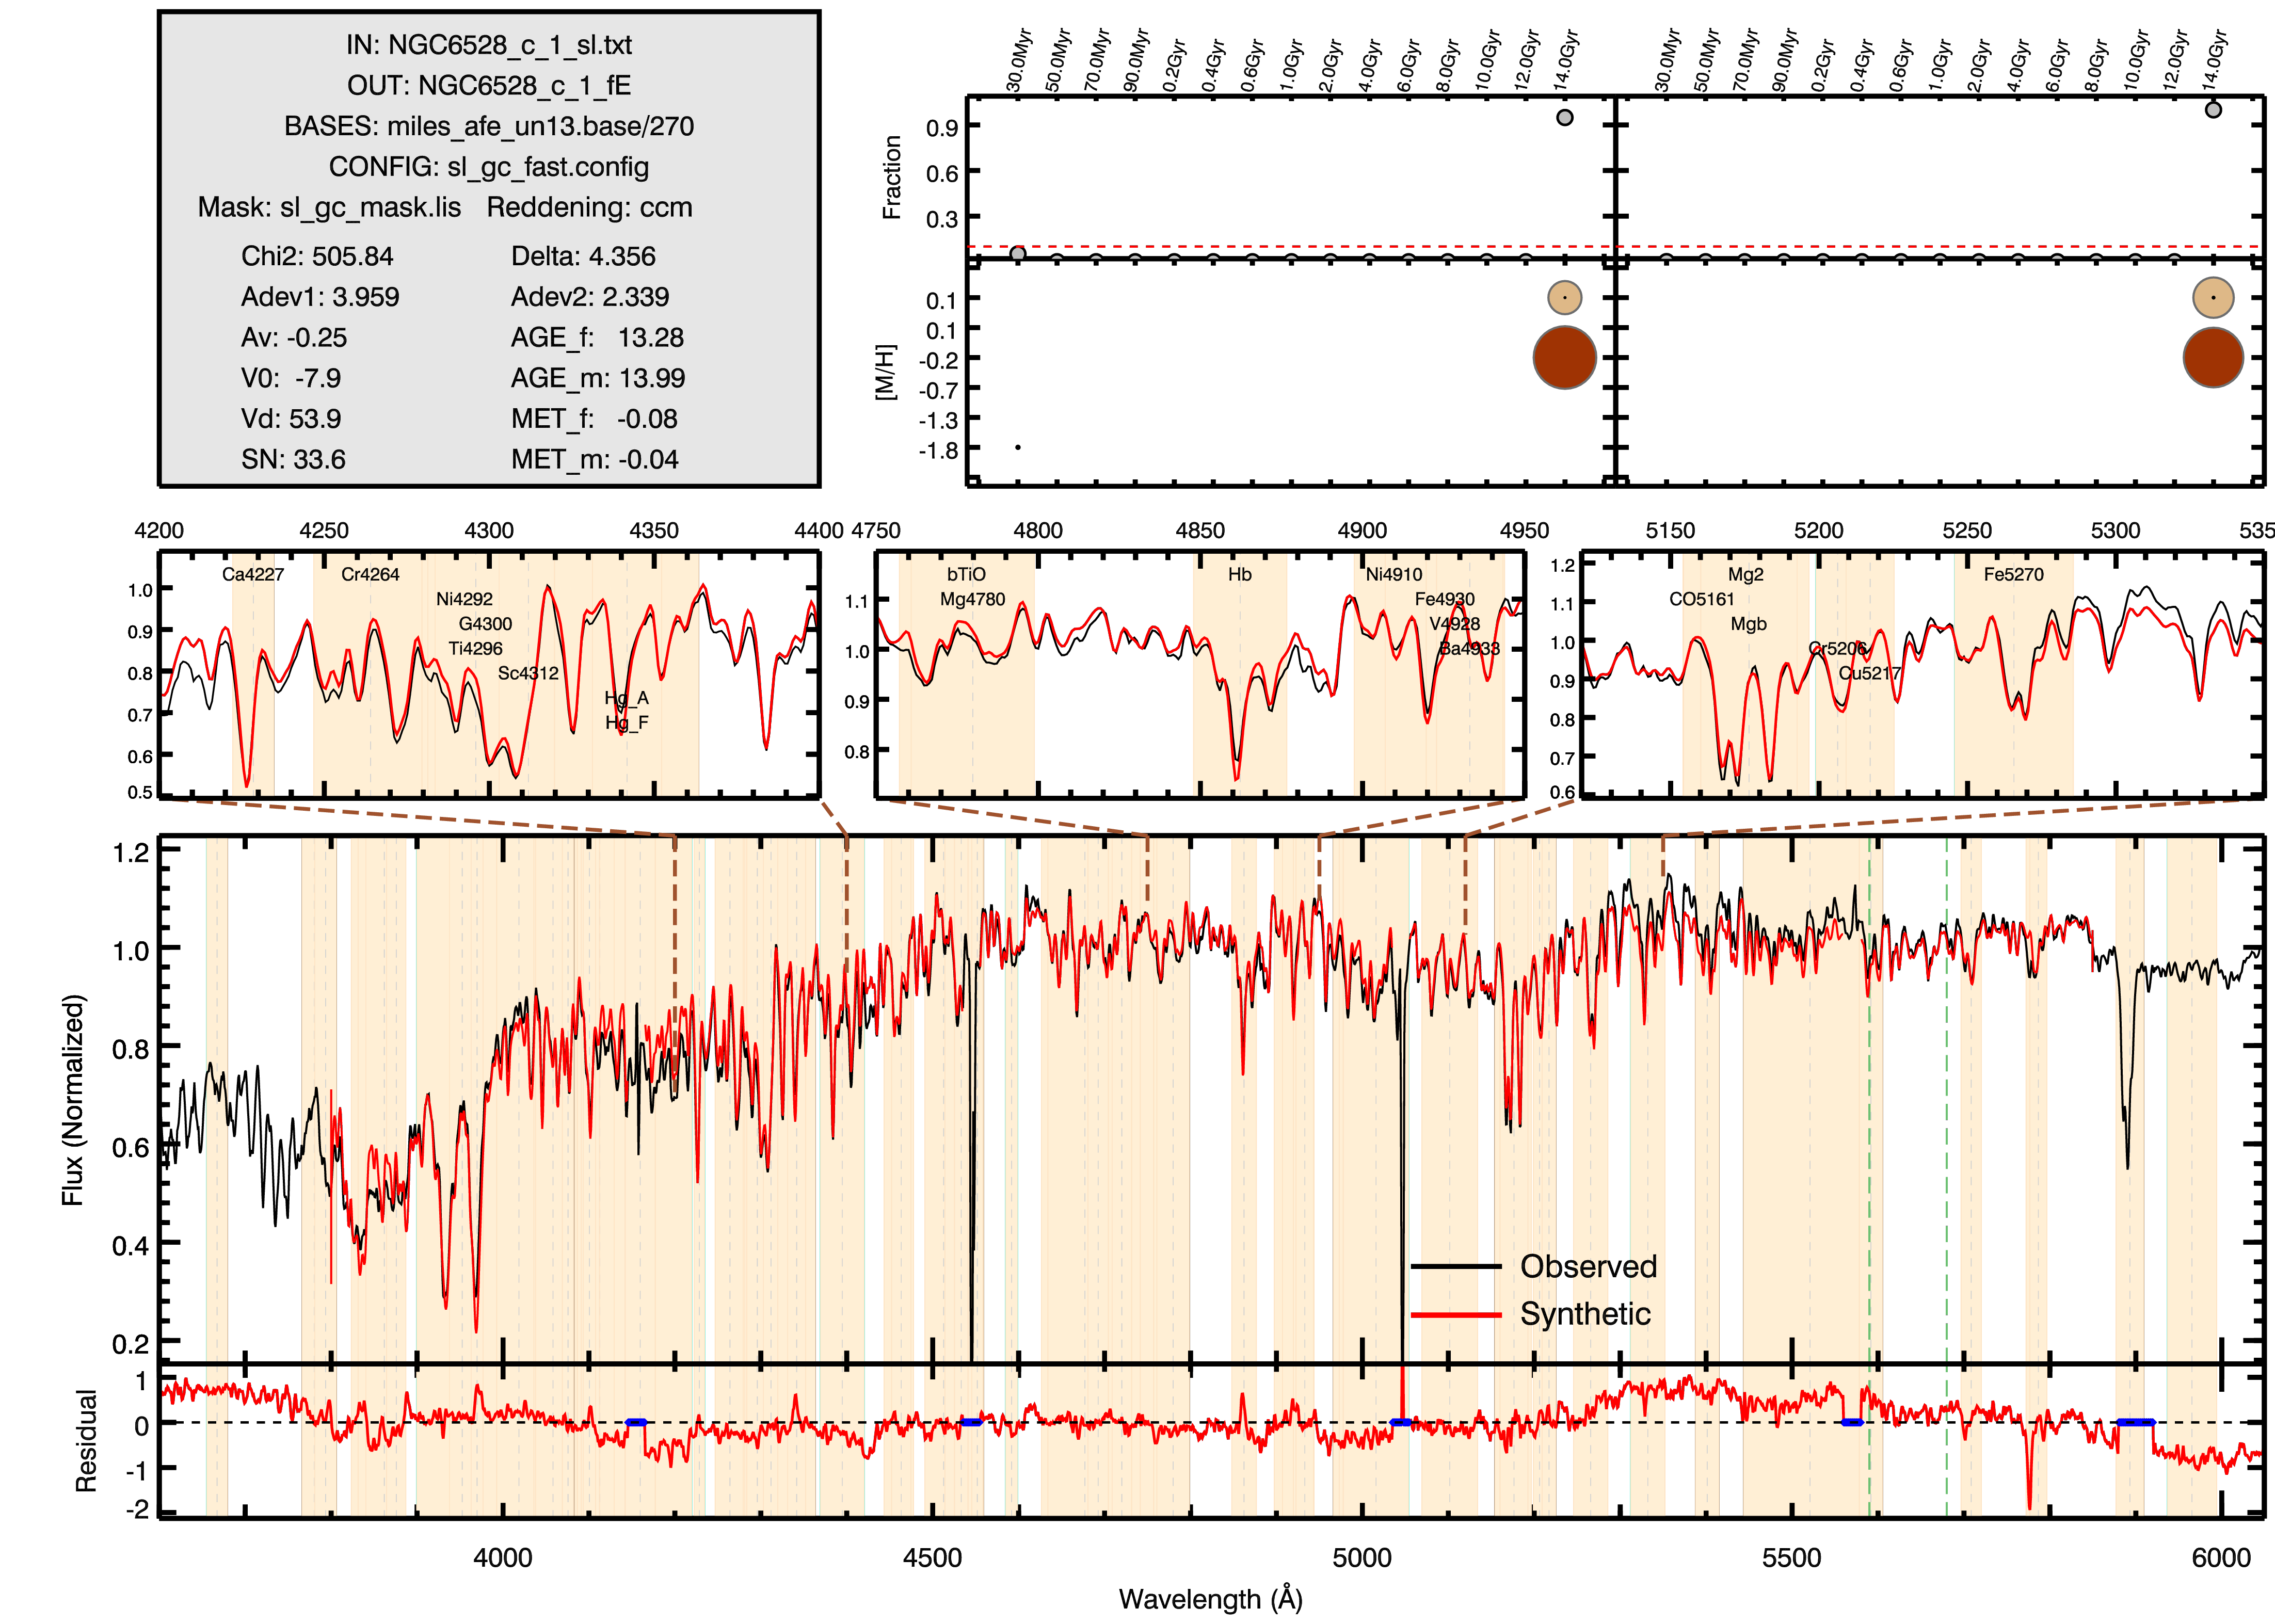 IN: NGC6528_c_1_sl.txt
OUT: NGC6528_c_1_fE
BASES: miles_afe_un13.base/270
CONFIG: sl_gc_fast.config
Mask: sl_gc_mask.lis Reddening: ccm
Chi2: 505.84 Delta: 4.356
Adev1: 3.959 Adev2: 2.339
Av: -0.25 AGE_f: 13.28
V0: -7.9 AGE_m: 13.99
Vd: 53.9 MET_f: -0.08
SN: 33.6 MET_m: -0.04
30.0Myr 50.0Myr 70.0Myr 90.0Myr 0.2Gyr 0.4Gyr 0.6Gyr 1.0Gyr 2.0Gyr 4.0Gyr 6.0Gyr 8.0Gyr 10.0Gyr 12.0Gyr 14.0Gyr
30.0Myr 50.0Myr 70.0Myr 90.0Myr 0.2Gyr 0.4Gyr 0.6Gyr 1.0Gyr 2.0Gyr 4.0Gyr 6.0Gyr 8.0Gyr 10.0Gyr 12.0Gyr 14.0Gyr
Fraction
0.9
0.6
0.3
[M/H]
0.1
0.1
-0.2
-0.7
-1.3
-1.8
4200 4250 4300 4350 4400
1.0
0.9
0.8
0.7
0.6
0.5
Ca4227 Cr4264
Ni4292
G4300
Ti4296
Sc4312
Hg_A
Hg_F
4750 4800 4850 4900 4950
1.1
1.0
0.9
0.8
bTiO Hb Ni4910
Mg4780 Fe4930
V4928
Ba4933
5150 5200 5250 5300 535
1.2
1.1
1.0
0.9
0.8
0.7
0.6
Mg2 Fe5270
CO5161
Mgb
Cr5206
Cu5217
Flux (Normalized)
1.2
1.0
0.8
0.6
0.4
0.2
Observed
Synthetic
Residual
1
0
-1
-2
4000 4500 5000 5500 6000
Wavelength (Å)